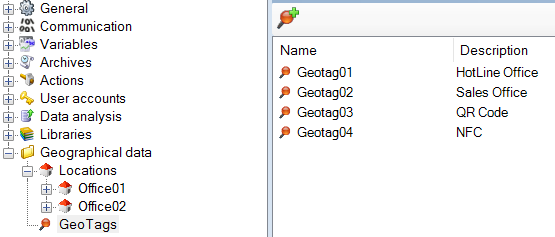 General
Communication
Variables
Archives
Actions
User accounts
Data analysis
Libraries
Geographical data
Locations
Office01
Office02
GeoTags
Name Description
Geotag01 HotLine Office
Geotag02 Sales Office
Geotag03 QR Code
Geotag04 NFC